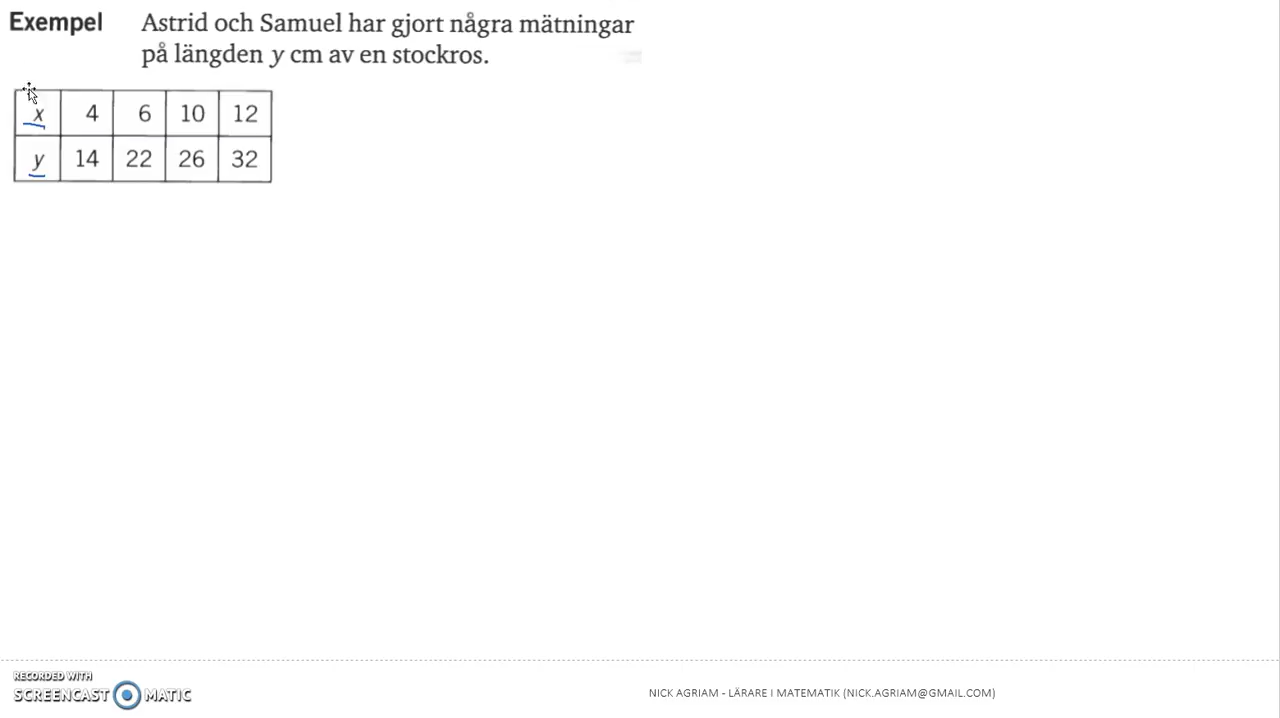 Exempel Astrid och Samuel har gjort några mätningar
på längden y cm av en stockros.
x 4 6 10 12
y 14 22 26 32
RECORDED WITH
SCREENCAST MATIC
NICK AGRIAM - LÄRARE I MATEMATIK (NICK.AGRIAM@GMAIL.COM)